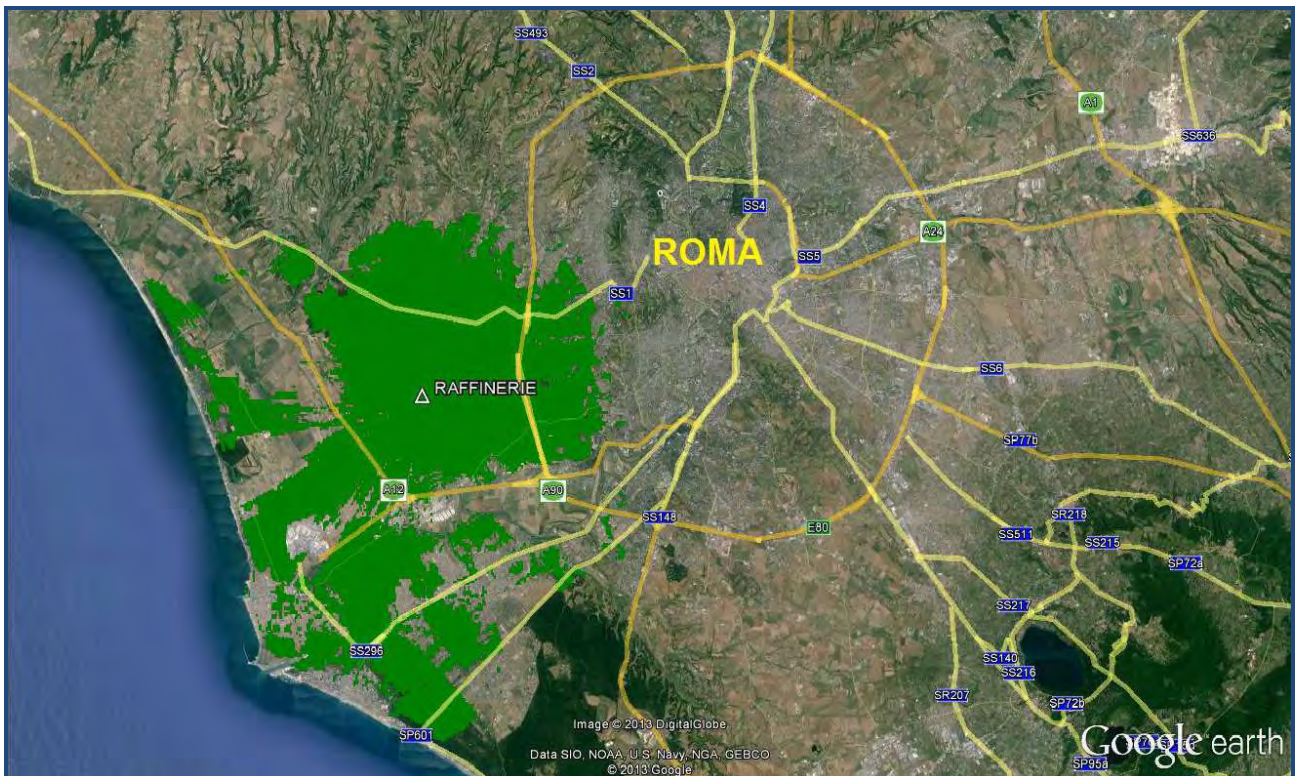 SS493
SS2
A1
SS636
SS4
A24
ROMA
SS5
SS1
SS6
RAFFINERIE
SP77b
A12
A90
SS148
E80
SR218
SS511
SS215
SP72a
SS217
SS296
SS140
SS216
SR207
SP72b
SP601
Image © 2013 DigitalGlobe
Data SIO, NOAA, U.S. Navy, NGA, GEBCO
© 2013 Google
Google earth
SP95a